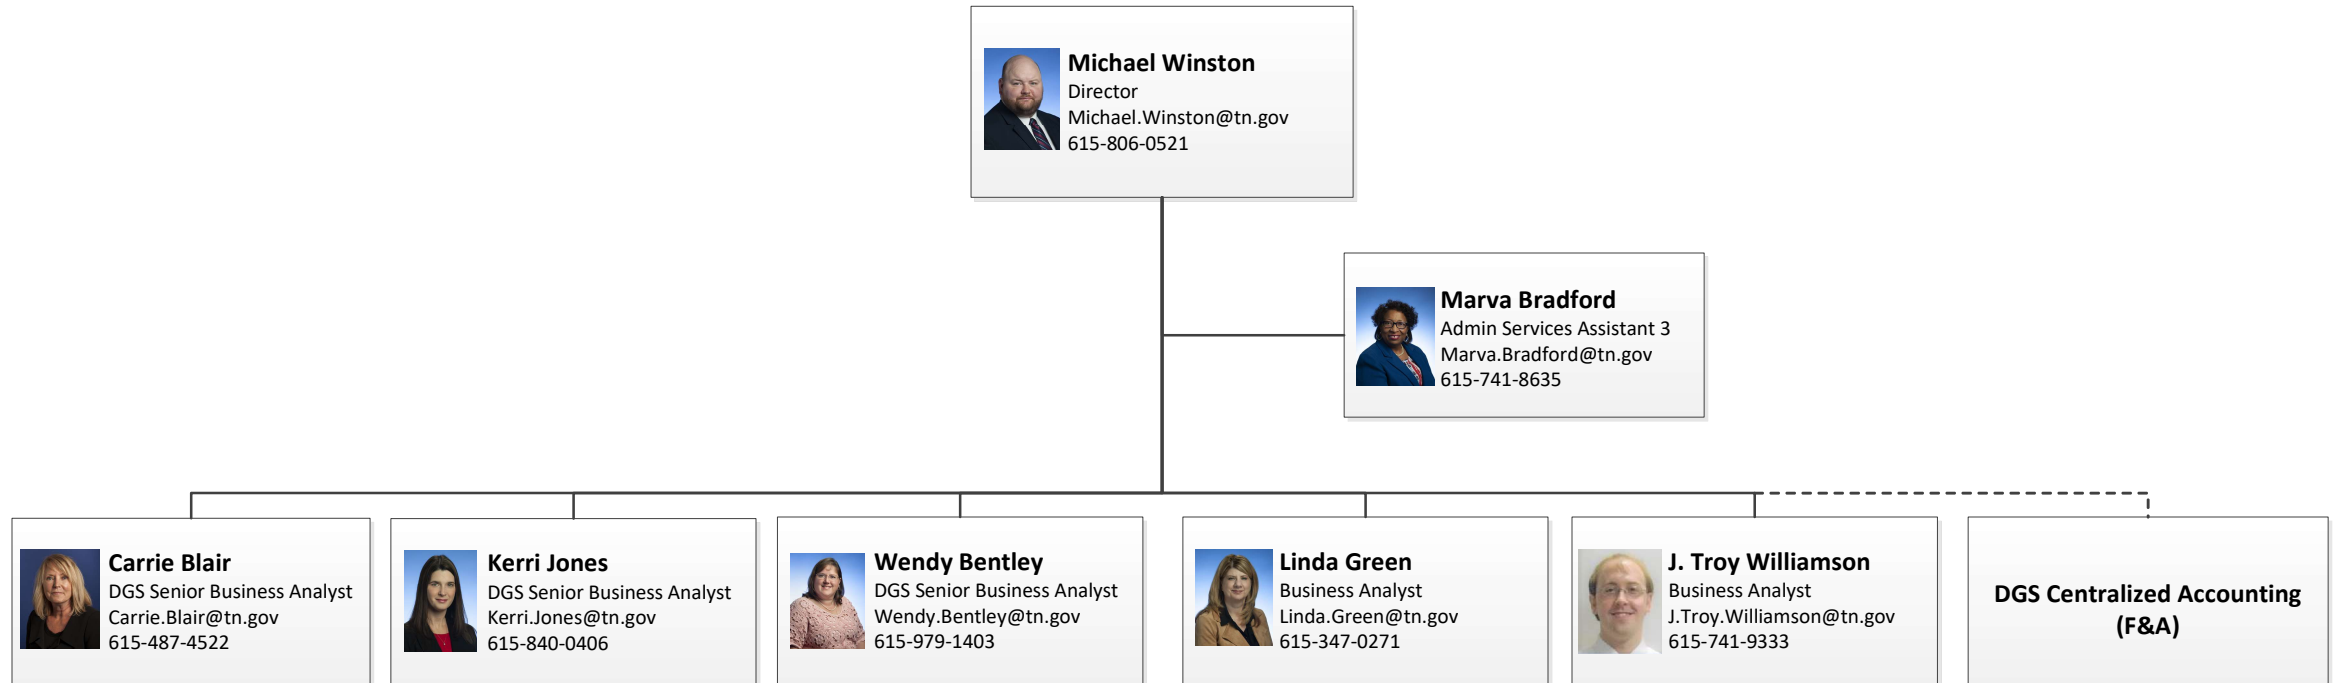 Michael Winston
Director
Michael.Winston@tn.gov
615-806-0521
Marva Bradford
Admin Services Assistant 3
Marva.Bradford@tn.gov
615-741-8635
Carrie Blair
DGS Senior Business Analyst
Carrie.Blair@tn.gov
615-487-4522
Kerri Jones
DGS Senior Business Analyst
Kerri.Jones@tn.gov
615-840-0406
Wendy Bentley
DGS Senior Business Analyst
Wendy.Bentley@tn.gov
615-979-1403
Linda Green
Business Analyst
Linda.Green@tn.gov
615-347-0271
J. Troy Williamson
Business Analyst
J.Troy.Williamson@tn.gov
615-741-9333
DGS Centralized Accounting
(F&A)